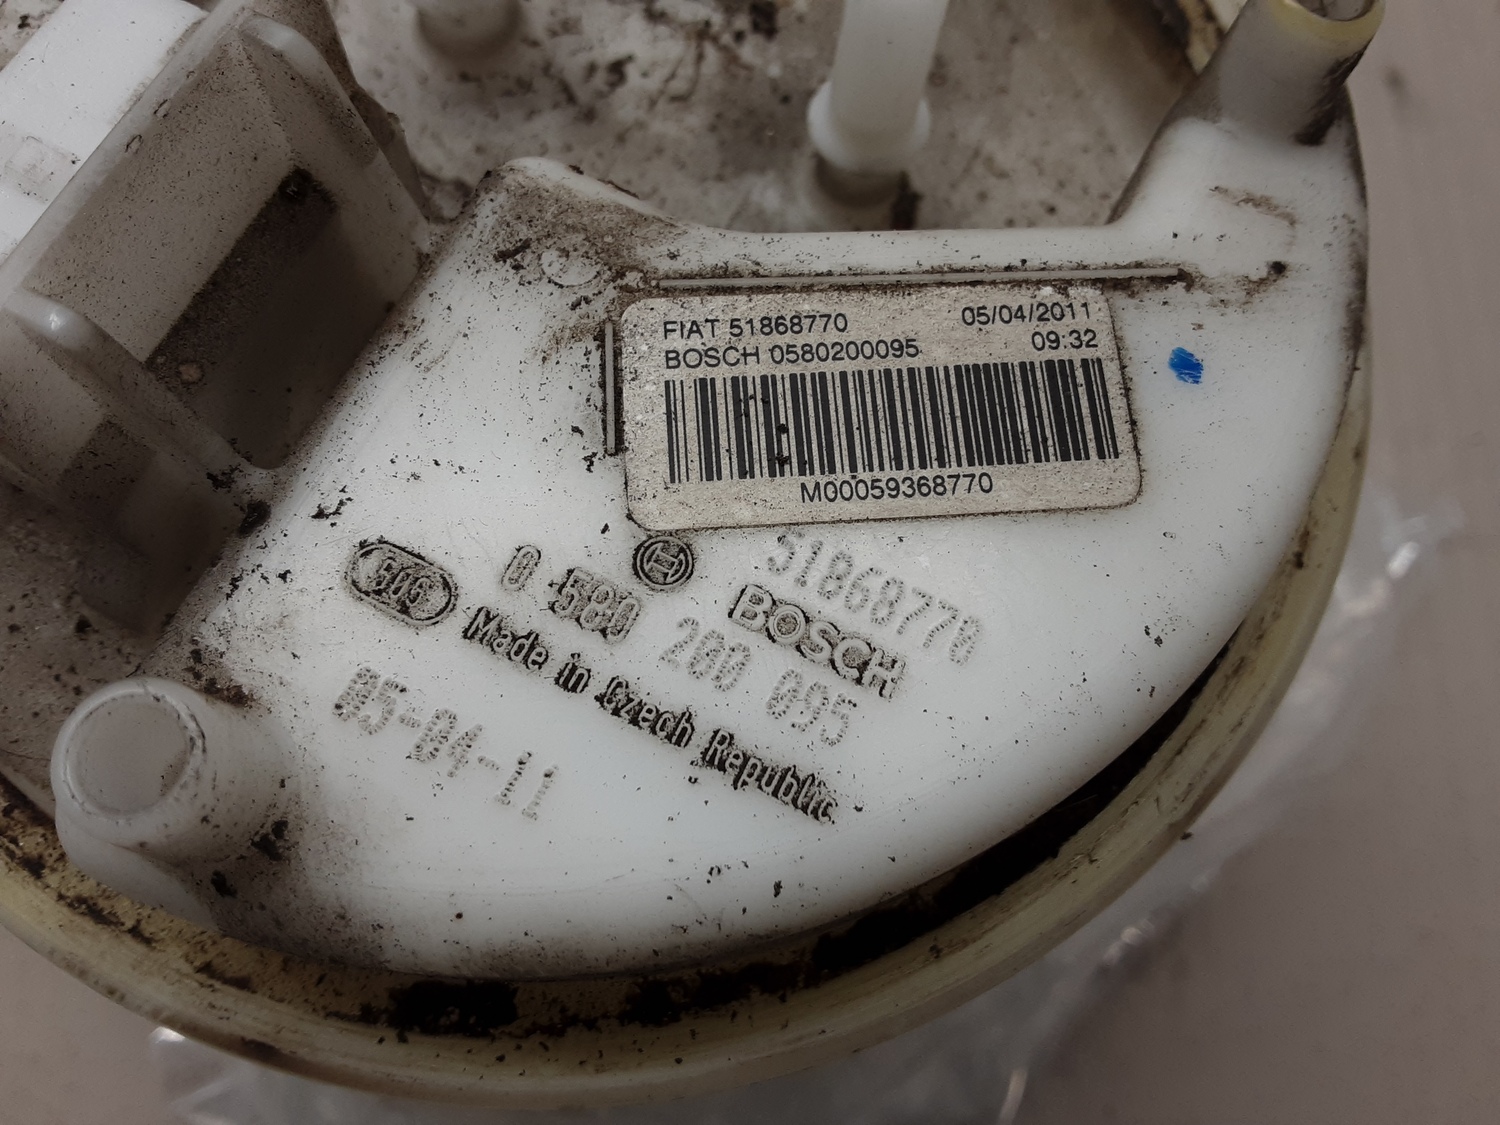 FIAT 51868770 05/04/2011
BOSCH 0580200095 09:32
M00059368770
51868770
BOSCH
0 580 200 095
Made in Czech Republic
05-04-11